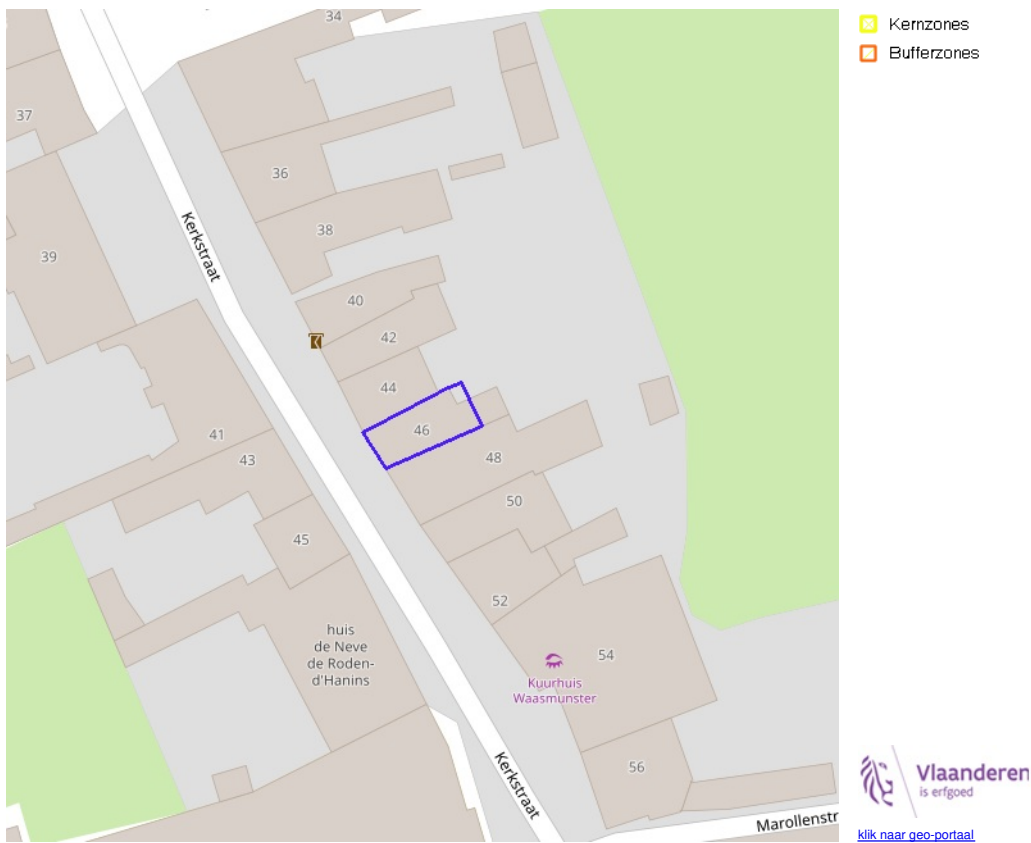 34
37
36
Kerkstraat
38
39
40
42
44
46
41
43
48
50
45
52
huis
de Neve
de Roden-
d'Hanins
54
Kuurhuis
Waasmunster
56
Kerkstraat
Marollenstr
Kernzones
Bufferzones
Vlaanderen
is erfgoed
klik naar geo-portaal